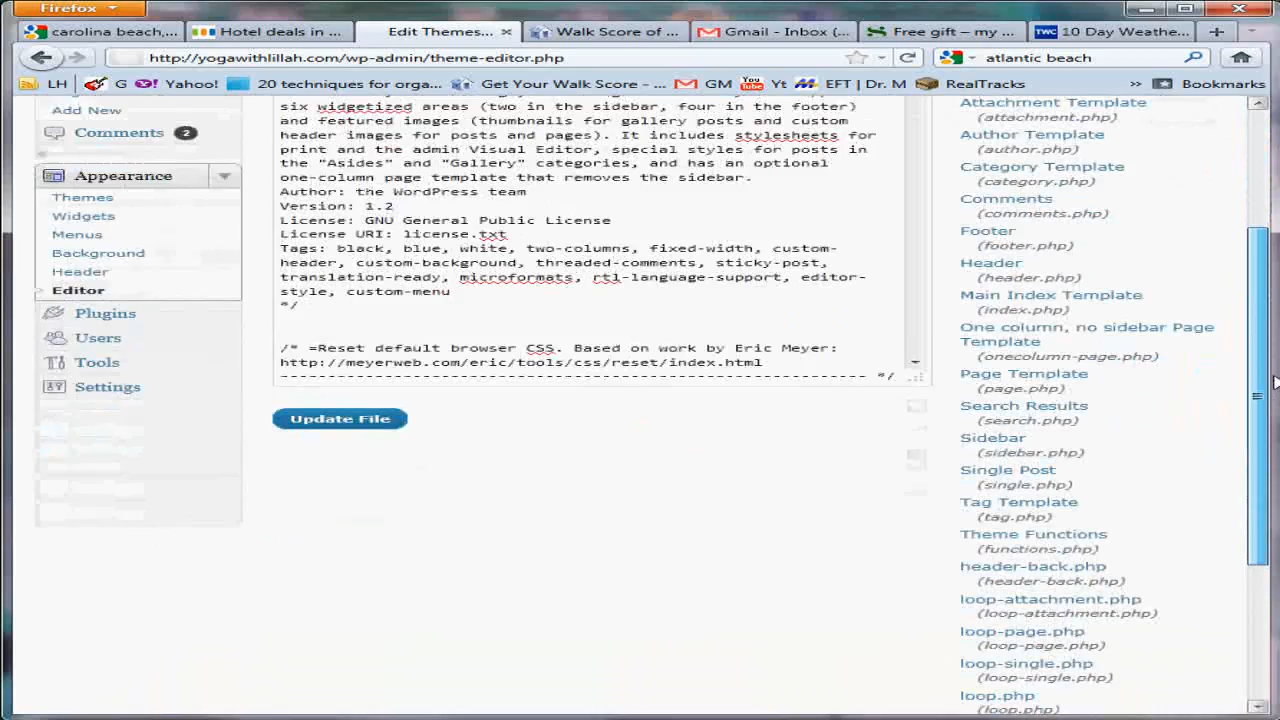 Firefox
carolina beach,...
Hotel deals in ...
Edit Themes... ×
Walk Score of ...
Gmail - Inbox (...
Free gift – my ...
10 Day Weathe...
http://yogawithlillah.com/wp-admin/theme-editor.php
atlantic beach
LH
G
Yahoo!
20 techniques for organ...
Get Your Walk Score - ...
GM
Yt
EFT | Dr. M
RealTracks
»
Bookmarks
Add New
Comments 2
Appearance
Themes
Widgets
Menus
Background
Header
Editor
Plugins
Users
Tools
Settings
six widgetized areas (two in the sidebar, four in the footer)
and featured images (thumbnails for gallery posts and custom
header images for posts and pages). It includes stylesheets for
print and the admin Visual Editor, special styles for posts in
the "Asides" and "Gallery" categories, and has an optional
one-column page template that removes the sidebar.
Author: the WordPress team
Version: 1.2
License: GNU General Public License
License URI: license.txt
Tags: black, blue, white, two-columns, fixed-width, custom-
header, custom-background, threaded-comments, sticky-post,
translation-ready, microformats, rtl-language-support, editor-
style, custom-menu
*/
/* =Reset default browser CSS. Based on work by Eric Meyer:
http://meyerweb.com/eric/tools/css/reset/index.html
-------------------------------------------------------------- */
Update File
Attachment Template
(attachment.php)
Author Template
(author.php)
Category Template
(category.php)
Comments
(comments.php)
Footer
(footer.php)
Header
(header.php)
Main Index Template
(index.php)
One column, no sidebar Page
Template
(onecolumn-page.php)
Page Template
(page.php)
Search Results
(search.php)
Sidebar
(sidebar.php)
Single Post
(single.php)
Tag Template
(tag.php)
Theme Functions
(functions.php)
header-back.php
(header-back.php)
loop-attachment.php
(loop-attachment.php)
loop-page.php
(loop-page.php)
loop-single.php
(loop-single.php)
loop.php
(loop.php)